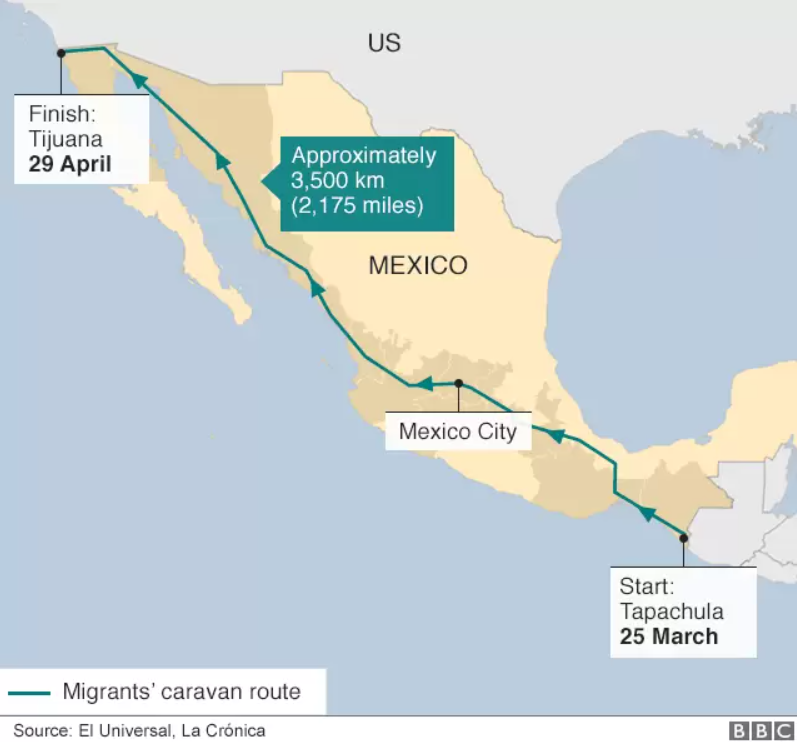 US
Finish:
Tijuana
29 April
Approximately
3,500 km
(2,175 miles)
MEXICO
Mexico City
Start:
Tapachula
25 March
Migrants' caravan route
Source: El Universal, La Crónica
BBC